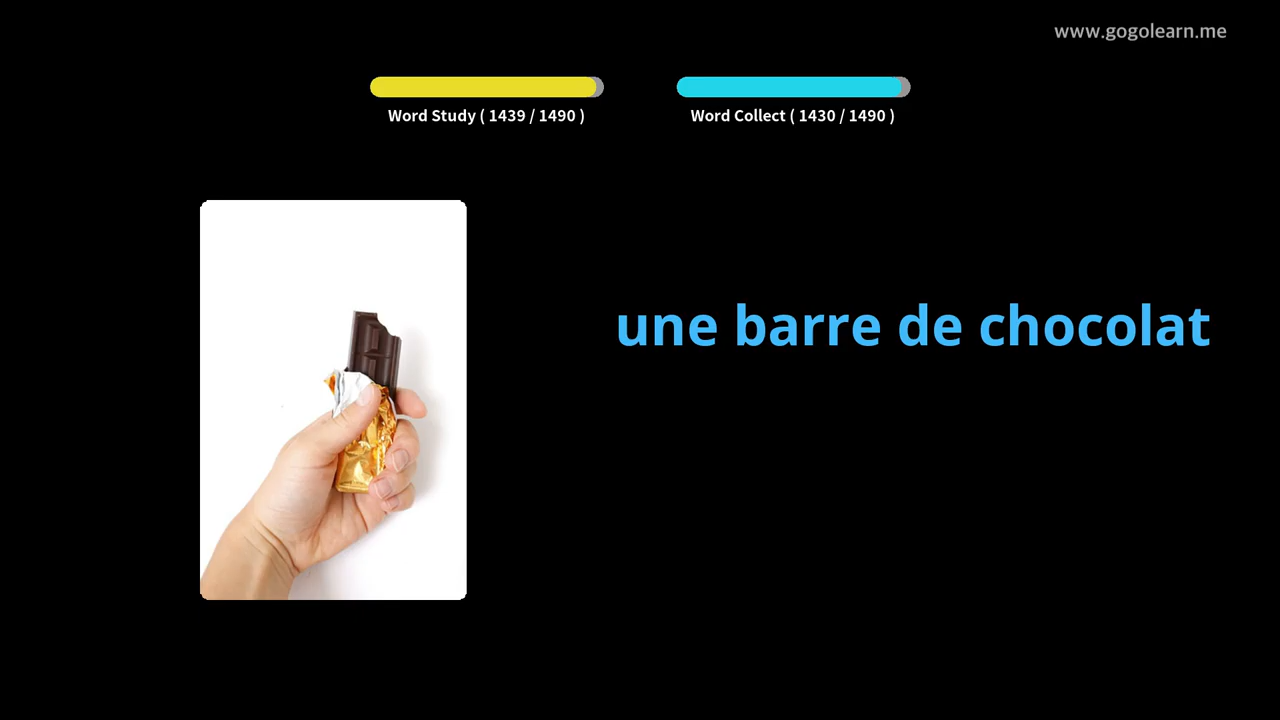 www.gogolearn.me
Word Study ( 1439 / 1490 )
Word Collect ( 1430 / 1490 )
une barre de chocolat